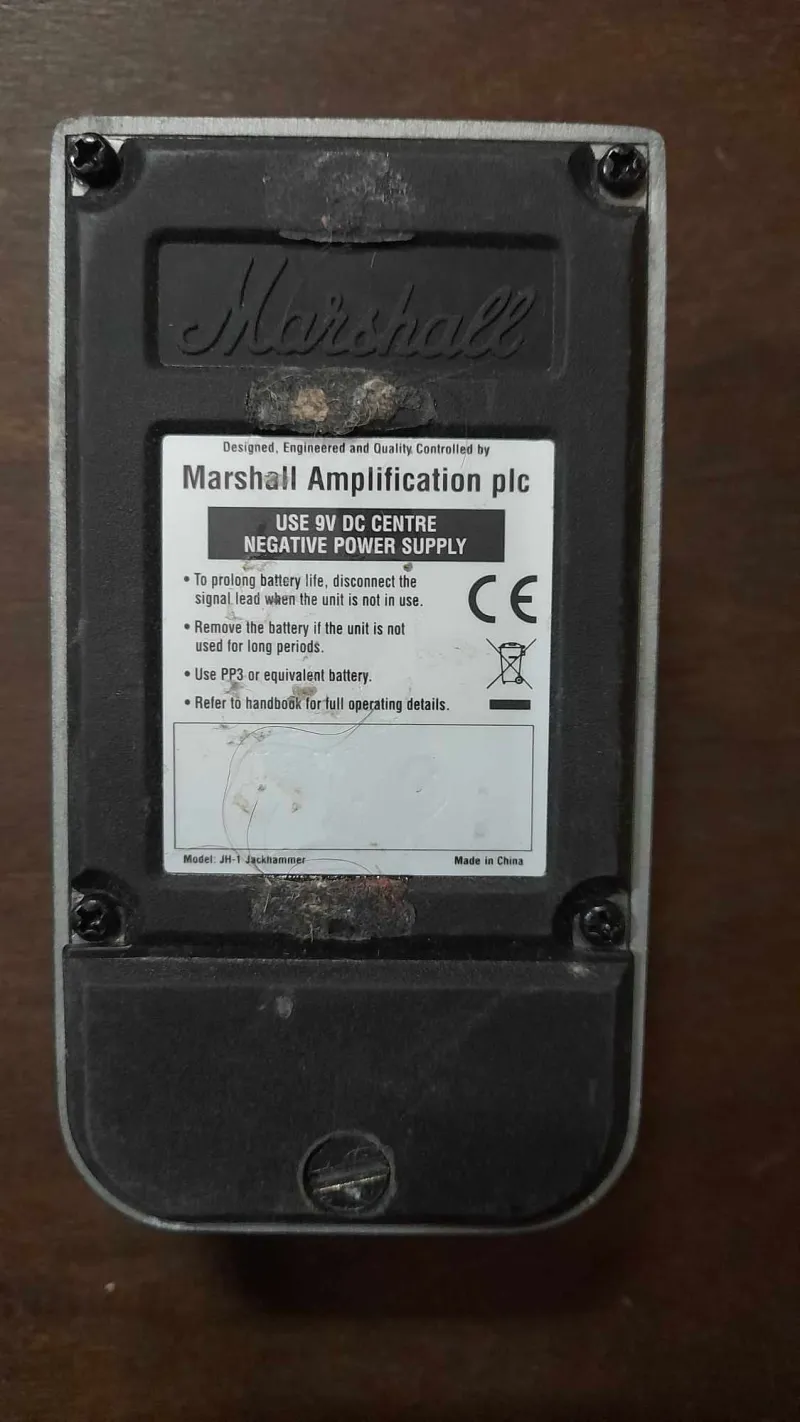 Marshall
Designed, Engineered and Quality Controlled by
Marshall Amplification plc
USE 9V DC CENTRE
NEGATIVE POWER SUPPLY
• To prolong battery life, disconnect the
signal lead when the unit is not in use.
• Remove the battery if the unit is not
used for long periods.
• Use PP3 or equivalent battery.
• Refer to handbook for full operating details.
CE
Model: JH-1 Jackhammer
Made in China